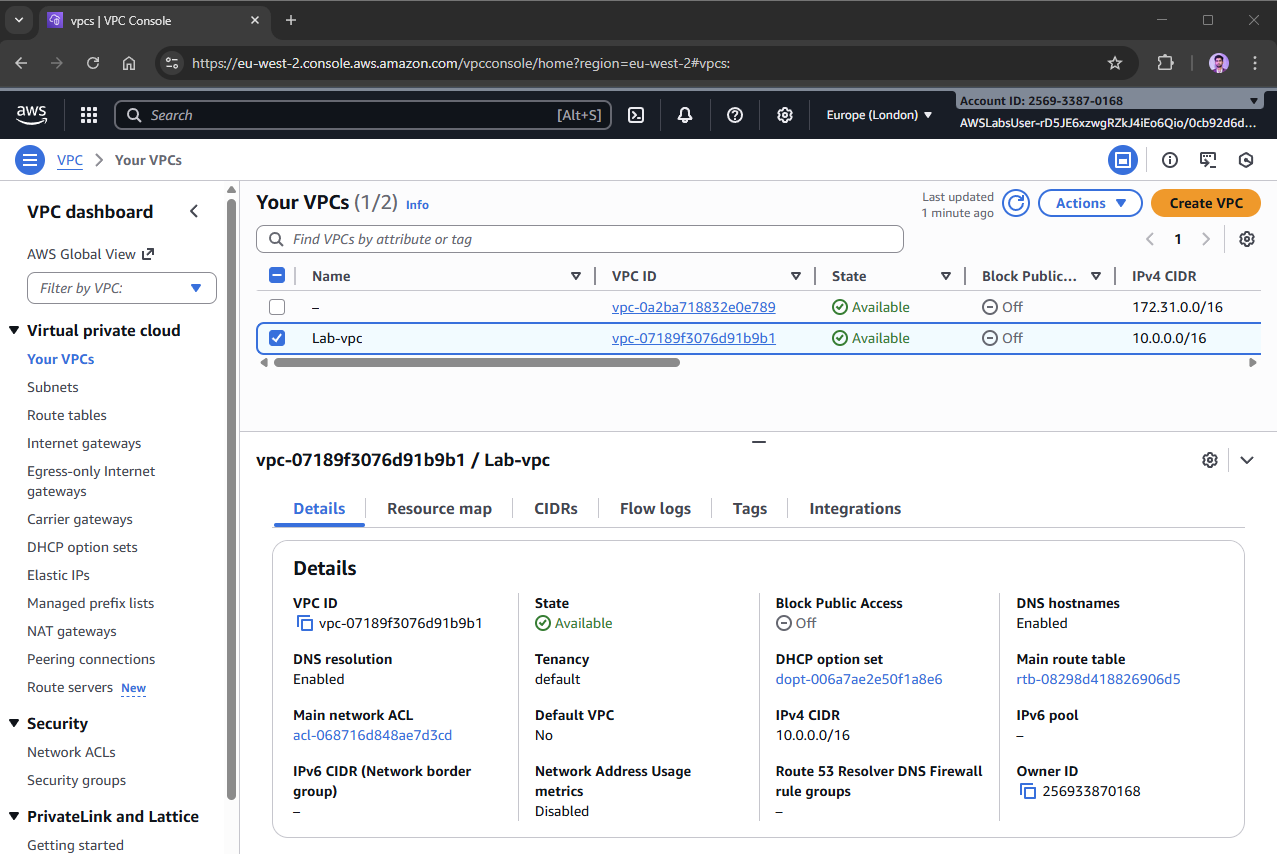 vpcs | VPC Console
https://eu-west-2.console.aws.amazon.com/vpcconsole/home?region=eu-west-2#vpcs:
aws
Search [Alt+S]
Europe (London)
Account ID: 2569-3387-0168
AWSLabsUser-rD5JE6xzwgRZkJ4iEo6Qio/0cb92d6d...
VPC
Your VPCs
VPC dashboard
AWS Global View
Filter by VPC:
Virtual private cloud
Your VPCs
Subnets
Route tables
Internet gateways
Egress-only Internet
gateways
Carrier gateways
DHCP option sets
Elastic IPs
Managed prefix lists
NAT gateways
Peering connections
Route servers New
Security
Network ACLs
Security groups
PrivateLink and Lattice
Getting started
Your VPCs (1/2) Info
Last updated
1 minute ago
Actions
Create VPC
Find VPCs by attribute or tag
1
Name VPC ID State Block Public... IPv4 CIDR
– vpc-0a2ba718832e0e789 Available Off 172.31.0.0/16
Lab-vpc vpc-07189f3076d91b9b1 Available Off 10.0.0.0/16
vpc-07189f3076d91b9b1 / Lab-vpc
Details Resource map CIDRs Flow logs Tags Integrations
Details
VPC ID
vpc-07189f3076d91b9b1
State
Available
Block Public Access
Off
DNS hostnames
Enabled
DNS resolution
Enabled
Tenancy
default
DHCP option set
dopt-006a7ae2e50f1a8e6
Main route table
rtb-08298d418826906d5
Main network ACL
acl-068716d848ae7d3cd
Default VPC
No
IPv4 CIDR
10.0.0.0/16
IPv6 pool
–
IPv6 CIDR (Network border
group)
–
Network Address Usage
metrics
Disabled
Route 53 Resolver DNS Firewall
rule groups
–
Owner ID
256933870168